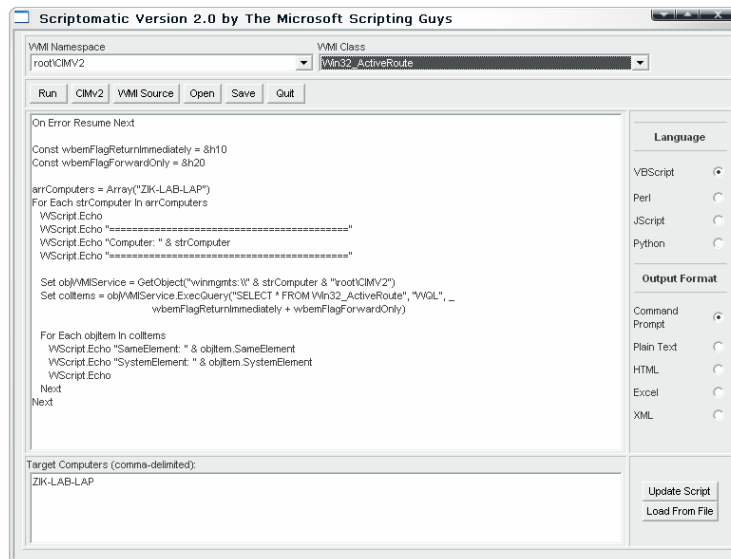 Scriptomatic Version 2.0 by The Microsoft Scripting Guys
WMI Namespace
WMI Class
root\CIMV2
Win32_ActiveRoute
Run
CIMv2
WMI Source
Open
Save
Quit
On Error Resume Next
Const wbemFlagReturnImmediately = &h10
Const wbemFlagForwardOnly = &h20
arrComputers = Array("ZIK-LAB-LAP")
For Each strComputer In arrComputers
WScript.Echo
WScript.Echo "=========================================="
WScript.Echo "Computer: " & strComputer
WScript.Echo "=========================================="
Set objWMIService = GetObject("winmgmts:\\" & strComputer & "\root\CIMV2")
Set colItems = objWMIService.ExecQuery("SELECT * FROM Win32_ActiveRoute", "WQL", _
wbemFlagReturnImmediately + wbemFlagForwardOnly)
For Each objItem In colItems
WScript.Echo "SameElement: " & objItem.SameElement
WScript.Echo "SystemElement: " & objItem.SystemElement
WScript.Echo
Next
Next
Language
VBScript
Perl
JScript
Python
Output Format
Command
Prompt
Plain Text
HTML
Excel
XML
Target Computers (comma-delimited):
ZIK-LAB-LAP
Update Script
Load From File